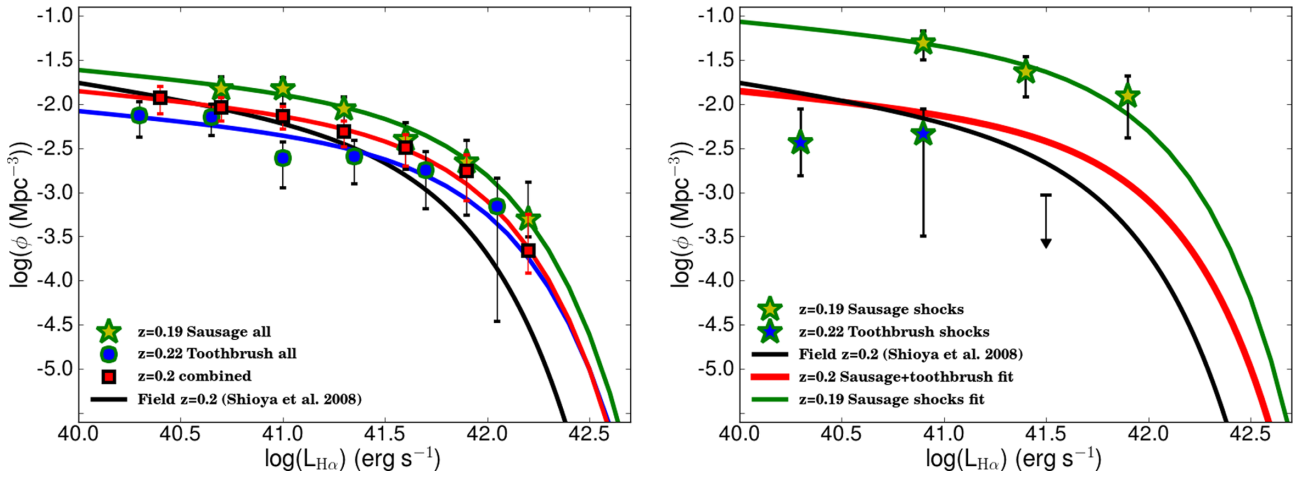 -1.0
-1.5
-2.0
-2.5
-3.0
-3.5
-4.0
-4.5
-5.0
log(ϕ (Mpc⁻³))
z=0.19 Sausage all
z=0.22 Toothbrush all
z=0.2 combined
Field z=0.2 (Shioya et al. 2008)
40.0 40.5 41.0 41.5 42.0 42.5
log(L_Hα) (erg s⁻¹)
-1.0
-1.5
-2.0
-2.5
-3.0
-3.5
-4.0
-4.5
-5.0
log(ϕ (Mpc⁻³))
z=0.19 Sausage shocks
z=0.22 Toothbrush shocks
Field z=0.2 (Shioya et al. 2008)
z=0.2 Sausage+toothbrush fit
z=0.19 Sausage shocks fit
40.0 40.5 41.0 41.5 42.0 42.5
log(L_Hα) (erg s⁻¹)